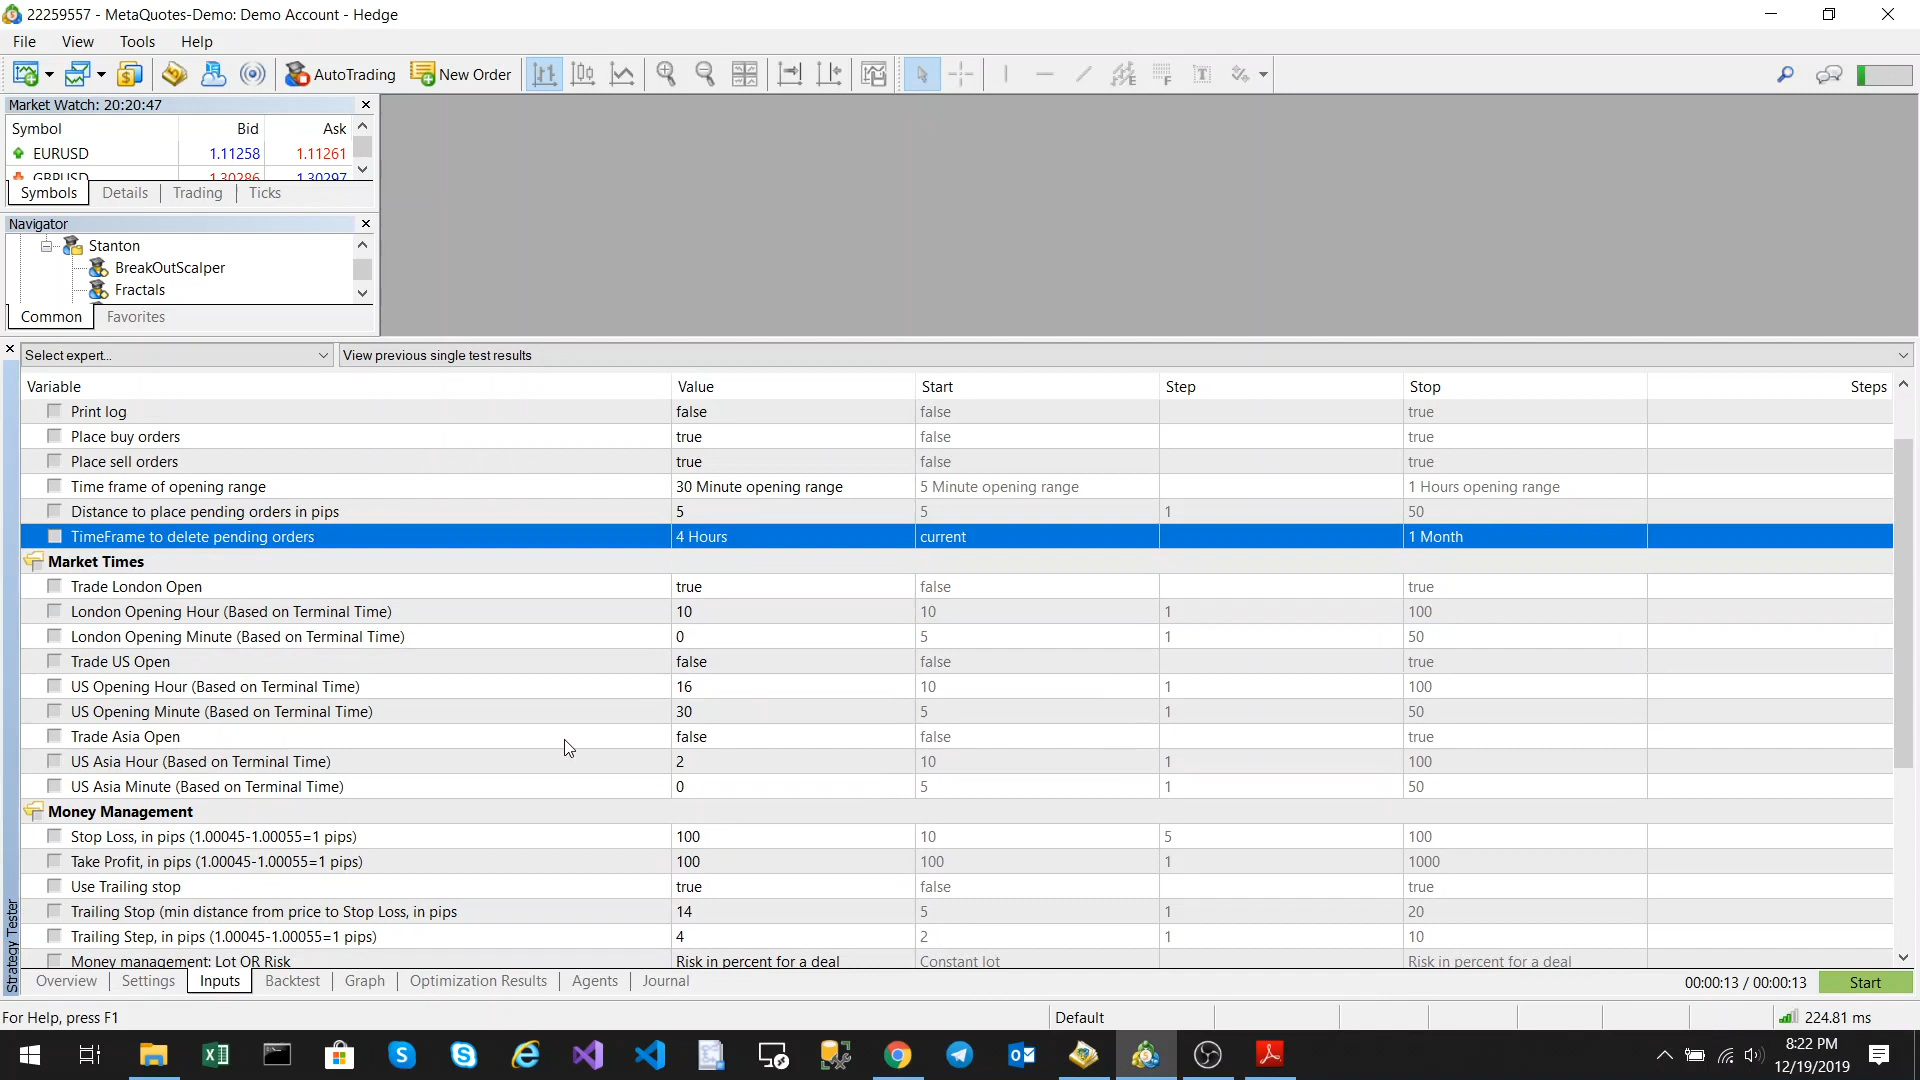 22259557 - MetaQuotes-Demo: Demo Account - Hedge
File View Tools Help
AutoTrading New Order
Market Watch: 20:20:47
Symbol Bid Ask
EURUSD 1.11258 1.11261
GBPUSD 1.30286 1.30297
Symbols Details Trading Ticks
Navigator
Stanton
BreakOutScalper
Fractals
Common Favorites
Select expert... View previous single test results
Variable Value Start Step Stop Steps
Print log false false true
Place buy orders true false true
Place sell orders true false true
Time frame of opening range 30 Minute opening range 5 Minute opening range 1 Hours opening range
Distance to place pending orders in pips 5 5 1 50
TimeFrame to delete pending orders 4 Hours current 1 Month
Market Times
Trade London Open true false true
London Opening Hour (Based on Terminal Time) 10 10 1 100
London Opening Minute (Based on Terminal Time) 0 5 1 50
Trade US Open false false true
US Opening Hour (Based on Terminal Time) 16 10 1 100
US Opening Minute (Based on Terminal Time) 30 5 1 50
Trade Asia Open false false true
US Asia Hour (Based on Terminal Time) 2 10 1 100
US Asia Minute (Based on Terminal Time) 0 5 1 50
Money Management
Stop Loss, in pips (1.00045-1.00055=1 pips) 100 10 5 100
Take Profit, in pips (1.00045-1.00055=1 pips) 100 100 1 1000
Use Trailing stop true false true
Trailing Stop (min distance from price to Stop Loss, in pips 14 5 1 20
Trailing Step, in pips (1.00045-1.00055=1 pips) 4 2 1 10
Money management: Lot OR Risk Risk in percent for a deal Constant lot Risk in percent for a deal
Strategy Tester
Overview Settings Inputs Backtest Graph Optimization Results Agents Journal 00:00:13 / 00:00:13 Start
For Help, press F1 Default 224.81 ms
8:22 PM
12/19/2019